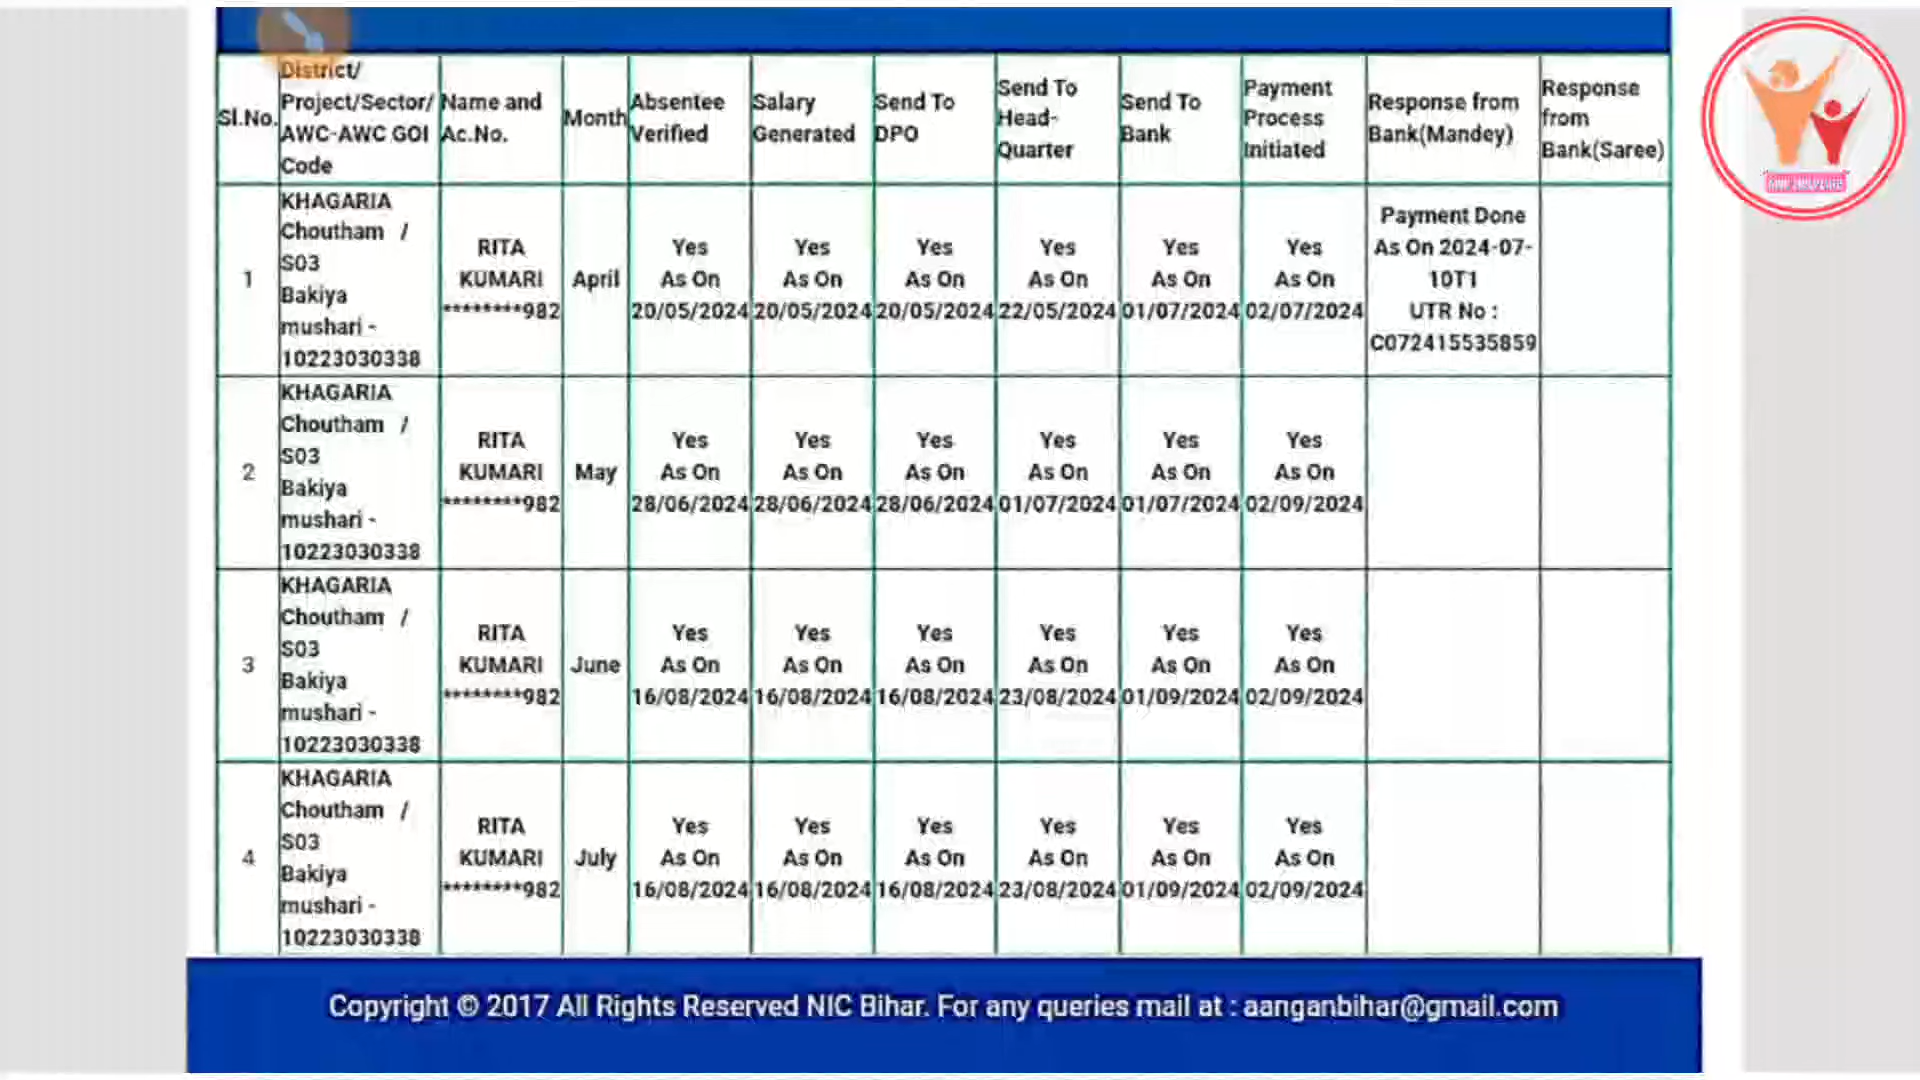 Sl.No.
District/
Project/Sector/
AWC-AWC GOI
Code
Name and
Ac.No.
Month
Absentee
Verified
Salary
Generated
Send To
DPO
Send To
Head-
Quarter
Send To
Bank
Payment
Process
Initiated
Response from
Bank(Mandey)
Response
from
Bank(Saree)
1
KHAGARIA
Choutham /
S03
Bakiya
mushari -
10223030338
RITA
KUMARI
********982
April
Yes
As On
20/05/2024
Yes
As On
20/05/2024
Yes
As On
20/05/2024
Yes
As On
22/05/2024
Yes
As On
01/07/2024
Yes
As On
02/07/2024
Payment Done
As On 2024-07-
10T1
UTR No :
C072415535859
2
KHAGARIA
Choutham /
S03
Bakiya
mushari -
10223030338
RITA
KUMARI
********982
May
Yes
As On
28/06/2024
Yes
As On
28/06/2024
Yes
As On
28/06/2024
Yes
As On
01/07/2024
Yes
As On
01/07/2024
Yes
As On
02/09/2024
3
KHAGARIA
Choutham /
S03
Bakiya
mushari -
10223030338
RITA
KUMARI
********982
June
Yes
As On
16/08/2024
Yes
As On
16/08/2024
Yes
As On
16/08/2024
Yes
As On
23/08/2024
Yes
As On
01/09/2024
Yes
As On
02/09/2024
4
KHAGARIA
Choutham /
S03
Bakiya
mushari -
10223030338
RITA
KUMARI
********982
July
Yes
As On
16/08/2024
Yes
As On
16/08/2024
Yes
As On
16/08/2024
Yes
As On
23/08/2024
Yes
As On
01/09/2024
Yes
As On
02/09/2024
Copyright © 2017 All Rights Reserved NIC Bihar. For any queries mail at : aanganbihar@gmail.com